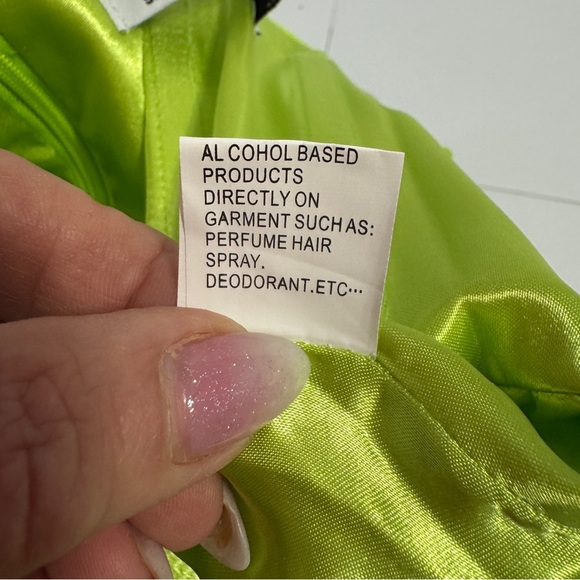 AL COHOL BASED
PRODUCTS
DIRECTLY ON
GARMENT SUCH AS:
PERFUME HAIR
SPRAY.
DEODORANT.ETC···